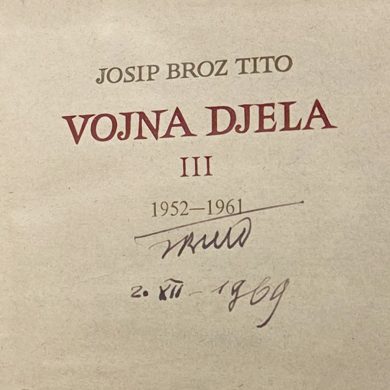 JOSIP BROZ TITO
VOJNA DJELA
III
1952—1961
2. XII - 1969